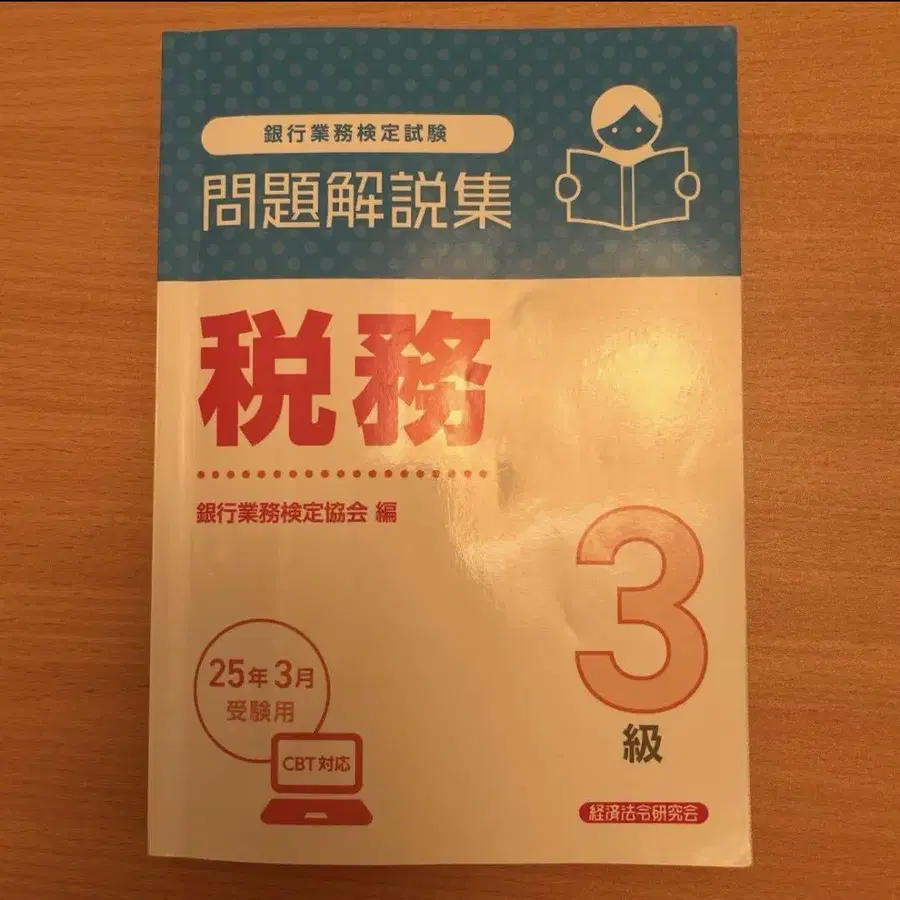 銀行業務検定試験
問題解説集
税務
銀行業務検定協会 編
3
級
25年3月
受験用
CBT対応
経済法令研究会